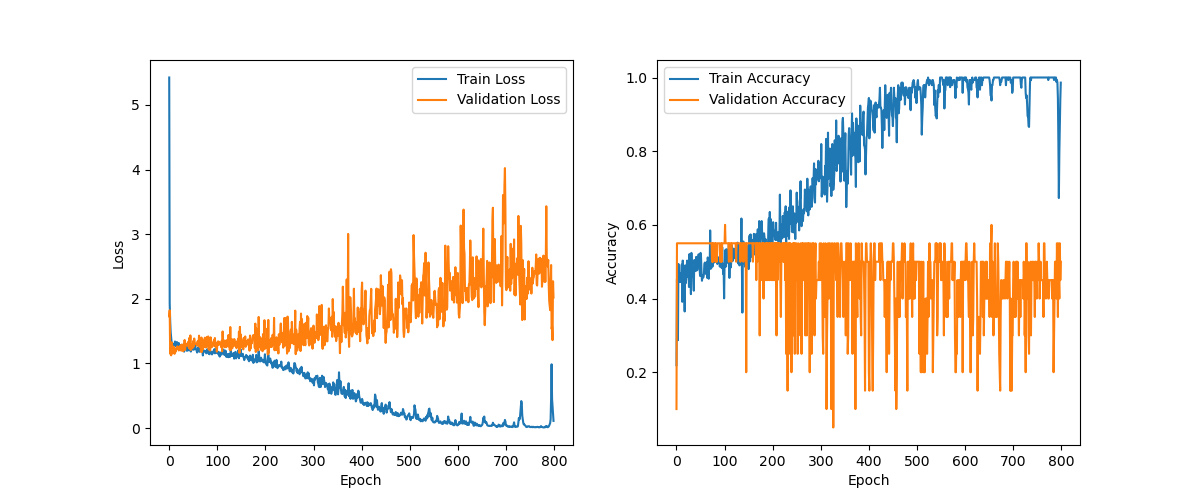 Train Loss
Validation Loss
5
4
3
2
1
0
Loss
0 100 200 300 400 500 600 700 800
Epoch
Train Accuracy
Validation Accuracy
1.0
0.8
0.6
0.4
0.2
Accuracy
0 100 200 300 400 500 600 700 800
Epoch